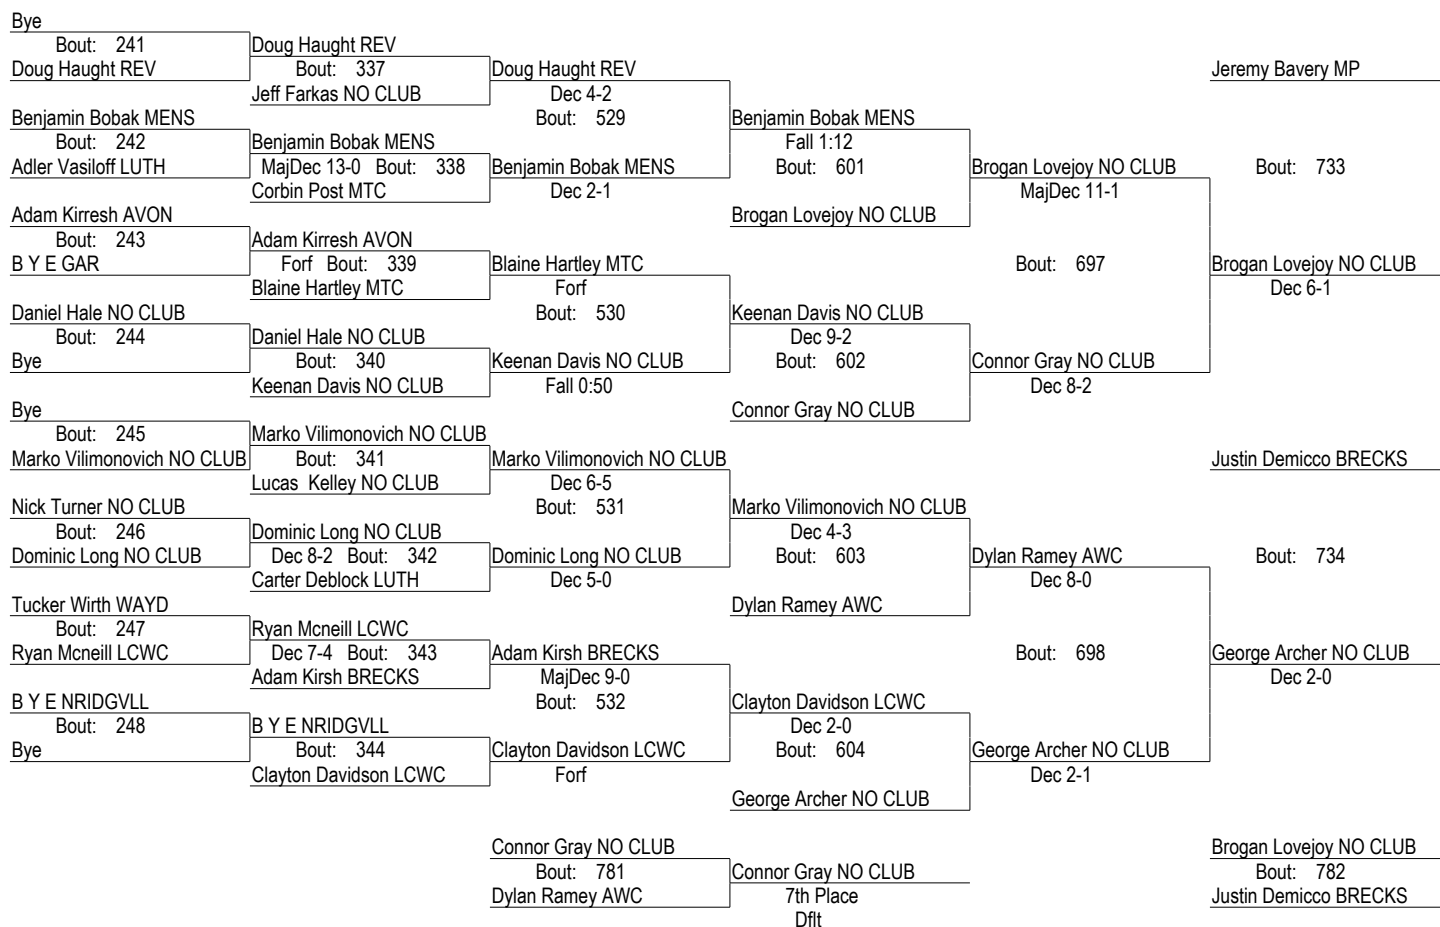 Bye
Bout: 241
Doug Haught REV
Doug Haught REV
Bout: 337
Doug Haught REV
Jeremy Bavery MP
Jeff Farkas NO CLUB
Dec 4-2
Benjamin Bobak MENS
Bout: 529
Benjamin Bobak MENS
Bout: 242
Benjamin Bobak MENS
Fall 1:12
Adler Vasiloff LUTH
MajDec 13-0 Bout: 338
Benjamin Bobak MENS
Bout: 601
Brogan Lovejoy NO CLUB
Bout: 733
Corbin Post MTC
Dec 2-1
MajDec 11-1
Adam Kirresh AVON
Brogan Lovejoy NO CLUB
Bout: 243
Adam Kirresh AVON
B Y E GAR
Forf Bout: 339
Blaine Hartley MTC
Bout: 697
Brogan Lovejoy NO CLUB
Blaine Hartley MTC
Forf
Dec 6-1
Daniel Hale NO CLUB
Bout: 530
Keenan Davis NO CLUB
Bout: 244
Daniel Hale NO CLUB
Dec 9-2
Bye
Bout: 340
Keenan Davis NO CLUB
Bout: 602
Connor Gray NO CLUB
Keenan Davis NO CLUB
Fall 0:50
Dec 8-2
Bye
Connor Gray NO CLUB
Bout: 245
Marko Vilimonovich NO CLUB
Marko Vilimonovich NO CLUB
Bout: 341
Marko Vilimonovich NO CLUB
Justin Demicco BRECKS
Lucas Kelley NO CLUB
Dec 6-5
Nick Turner NO CLUB
Bout: 531
Marko Vilimonovich NO CLUB
Bout: 246
Dominic Long NO CLUB
Dec 4-3
Dominic Long NO CLUB
Dec 8-2 Bout: 342
Dominic Long NO CLUB
Bout: 603
Dylan Ramey AWC
Bout: 734
Carter Deblock LUTH
Dec 5-0
Dec 8-0
Tucker Wirth WAYD
Dylan Ramey AWC
Bout: 247
Ryan Mcneill LCWC
Ryan Mcneill LCWC
Dec 7-4 Bout: 343
Adam Kirsh BRECKS
Bout: 698
George Archer NO CLUB
Adam Kirsh BRECKS
MajDec 9-0
Dec 2-0
B Y E NRIDGVLL
Bout: 532
Clayton Davidson LCWC
Bout: 248
B Y E NRIDGVLL
Dec 2-0
Bye
Bout: 344
Clayton Davidson LCWC
Bout: 604
George Archer NO CLUB
Clayton Davidson LCWC
Forf
Dec 2-1
George Archer NO CLUB
Connor Gray NO CLUB
Brogan Lovejoy NO CLUB
Bout: 781
Connor Gray NO CLUB
Bout: 782
Dylan Ramey AWC
7th Place
Justin Demicco BRECKS
Dflt